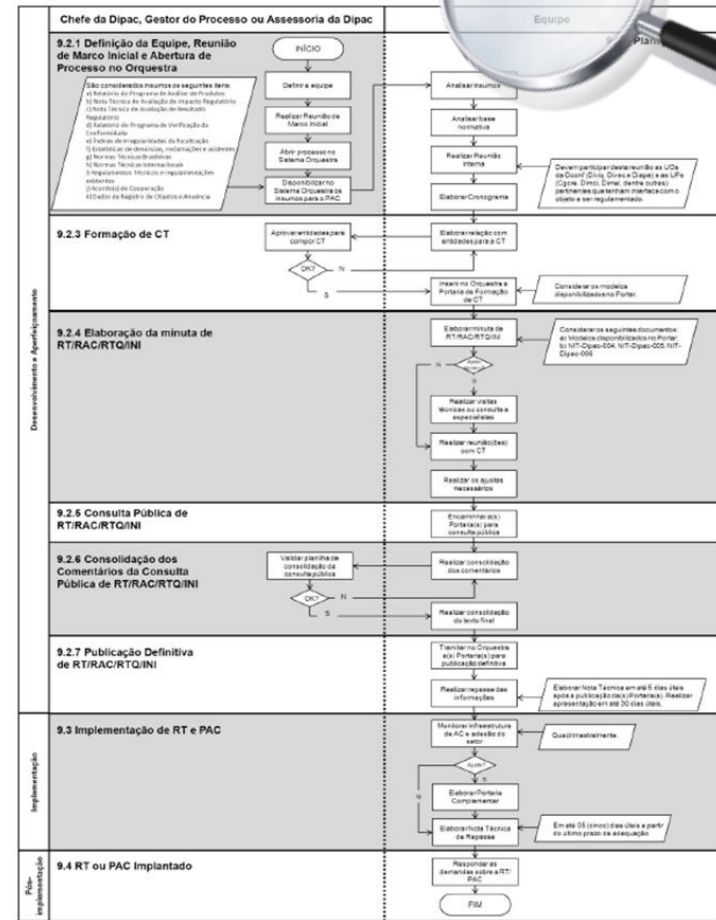 Chefe da Dipac, Gestor do Processo ou Assessoria da Dipac
Equipe
9.2.1 Definição da Equipe, Reunião
de Marco Inicial e Abertura de
Processo no Orquestra
São considerados insumos os seguintes itens:
a) Relatório do Programa de Análise de Produtos
b) Nota Técnica de Avaliação de Impacto Regulatório
c) Nota Técnica de Avaliação de Resultado
Regulatório
d) Relatório do Programa de Verificação da
Conformidade
e) Índices de irregularidades da fiscalização
f) Estatísticas de denúncias, reclamações e acidentes
g) Normas Técnicas Brasileiras
h) Normas Técnicas Internacionais
i) Regulamentos Técnicos e regulamentações
existentes
j) Acordo(s) de Cooperação
k) Dados de Registro de Objetos e Anuência
INÍCIO
Definir a equipe
Realizar Reunião de
Marco Inicial
Abrir processo no
Sistema Orquestra
Disponibilizar no
Sistema Orquestra os
insumos para o PAC
Analisar insumos
Analisar base
normativa
Realizar Reunião
Interna
Elaborar Cronograma
Devem participar desta reunião as UOs
da Dconf (Divig, Divec e Diape) e as UPs
(Cgcre, Dimci, Dimel, dentre outras)
pertinentes que tenham interface com o
objeto a ser regulamentado.
9.2.3 Formação de CT
Aprovar entidades para
compor CT
OK?
N
S
Elaborar relação com
entidades para a CT
Inserir no Orquestra a
Portaria de Formação
de CT
Considerar os modelos
disponibilizados no Portar.
9.2.4 Elaboração da minuta de
RT/RAC/RTQ/INI
Elaborar minuta de
RT/RAC/RTQ/INI
Considerar os seguintes documentos:
a) Modelos disponibilizados no Portar;
b) NIT-Dipac-004, NIT-Dipac-005, NIT-
Dipac-006
N
S
Realizar visitas
técnicas ou consulta a
especialistas
Realizar reunião(ões)
com CT
Realizar os ajustes
necessários
9.2.5 Consulta Pública de
RT/RAC/RTQ/INI
Encaminhar a(s)
Portaria(s) para
consulta pública
9.2.6 Consolidação dos
Comentários da Consulta
Pública de RT/RAC/RTQ/INI
Validar planilha de
consolidação da
consulta pública
OK?
N
S
Realizar consolidação
dos comentários
Realizar consolidação
do texto final
9.2.7 Publicação Definitiva
de RT/RAC/RTQ/INI
Tramitar no Orquestra
a(s) Portaria(s) para
publicação definitiva
Realizar repasse das
informações
Elaborar Nota Técnica em até 5 dias úteis
após a publicação da(s) Portaria(s). Realizar
apresentação em até 30 dias úteis.
Desenvolvimento e Aperfeiçoamento
9.3 Implementação de RT e PAC
Monitorar infraestrutura
de AC e adesão do
setor
Quadrimestralmente.
Ajuste?
S
N
Elaborar Portaria
Complementar
Elaborar Nota Técnica
de Repasse
Em até 05 (cinco) dias úteis a partir
do último prazo de adequação.
Implementação
9.4 RT ou PAC Implantado
Responder as
demandas sobre a RT/
PAC
FIM
Pós-
implementação